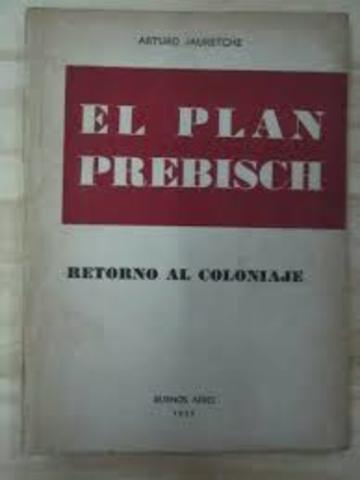 ARTURO JAURETCHE
EL PLAN
PREBISCH
RETORNO AL COLONIAJE
BUENOS AIRES